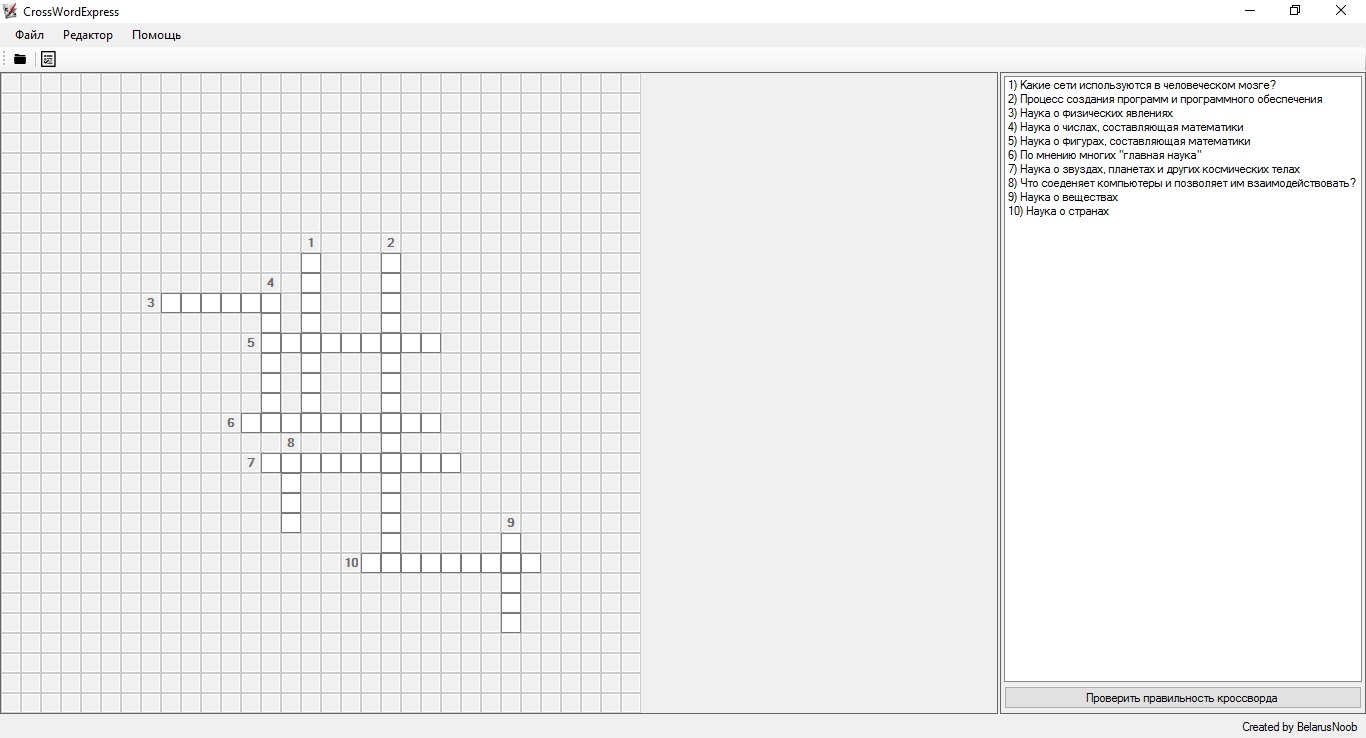 CrossWordExpress
Файл Редактор Помощь
1) Какие сети используются в человеческом мозге?
2) Процесс создания программ и программного обеспечения
3) Наука о физических явлениях
4) Наука о числах, составляющая математики
5) Наука о фигурах, составляющая математики
6) По мнению многих "главная наука"
7) Наука о звуздах, планетах и других космических телах
8) Что соеденяет компьютеры и позволяет им взаимодействовать?
9) Наука о веществах
10) Наука о странах
1 2
4
3
5
6
8
7
9
10
Проверить правильность кроссворда
Created by BelarusNoob